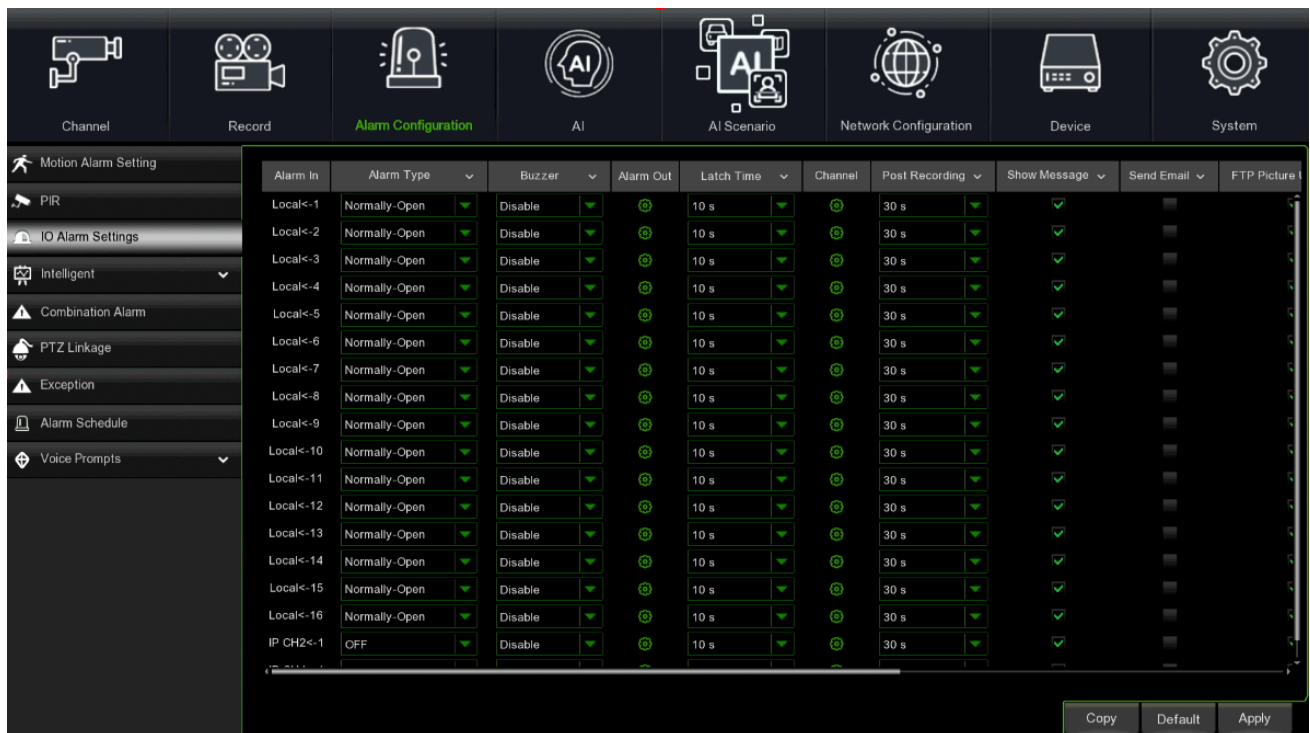 AI
AI
Channel Record Alarm Configuration AI AI Scenario Network Configuration Device System
Motion Alarm Setting
PIR
IO Alarm Settings
Intelligent
Combination Alarm
PTZ Linkage
Exception
Alarm Schedule
Voice Prompts
Alarm In Alarm Type Buzzer Alarm Out Latch Time Channel Post Recording Show Message Send Email FTP Picture
Local<-1 Normally-Open Disable 10 s 30 s
Local<-2 Normally-Open Disable 10 s 30 s
Local<-3 Normally-Open Disable 10 s 30 s
Local<-4 Normally-Open Disable 10 s 30 s
Local<-5 Normally-Open Disable 10 s 30 s
Local<-6 Normally-Open Disable 10 s 30 s
Local<-7 Normally-Open Disable 10 s 30 s
Local<-8 Normally-Open Disable 10 s 30 s
Local<-9 Normally-Open Disable 10 s 30 s
Local<-10 Normally-Open Disable 10 s 30 s
Local<-11 Normally-Open Disable 10 s 30 s
Local<-12 Normally-Open Disable 10 s 30 s
Local<-13 Normally-Open Disable 10 s 30 s
Local<-14 Normally-Open Disable 10 s 30 s
Local<-15 Normally-Open Disable 10 s 30 s
Local<-16 Normally-Open Disable 10 s 30 s
IP CH2<-1 OFF Disable 10 s 30 s
Copy Default Apply